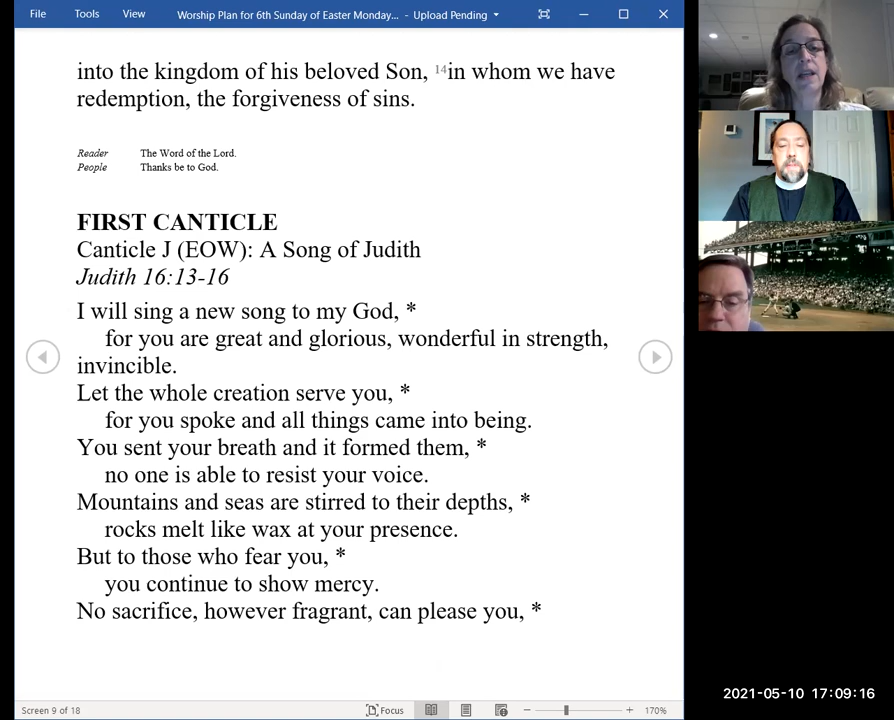 File Tools View Worship Plan for 6th Sunday of Easter Monday... - Upload Pending
into the kingdom of his beloved Son, 14in whom we have
redemption, the forgiveness of sins.
Reader The Word of the Lord.
People Thanks be to God.
FIRST CANTICLE
Canticle J (EOW): A Song of Judith
Judith 16:13-16
I will sing a new song to my God, *
for you are great and glorious, wonderful in strength,
invincible.
Let the whole creation serve you, *
for you spoke and all things came into being.
You sent your breath and it formed them, *
no one is able to resist your voice.
Mountains and seas are stirred to their depths, *
rocks melt like wax at your presence.
But to those who fear you, *
you continue to show mercy.
No sacrifice, however fragrant, can please you, *
2021-05-10 17:09:16
Screen 9 of 18 Focus 170%